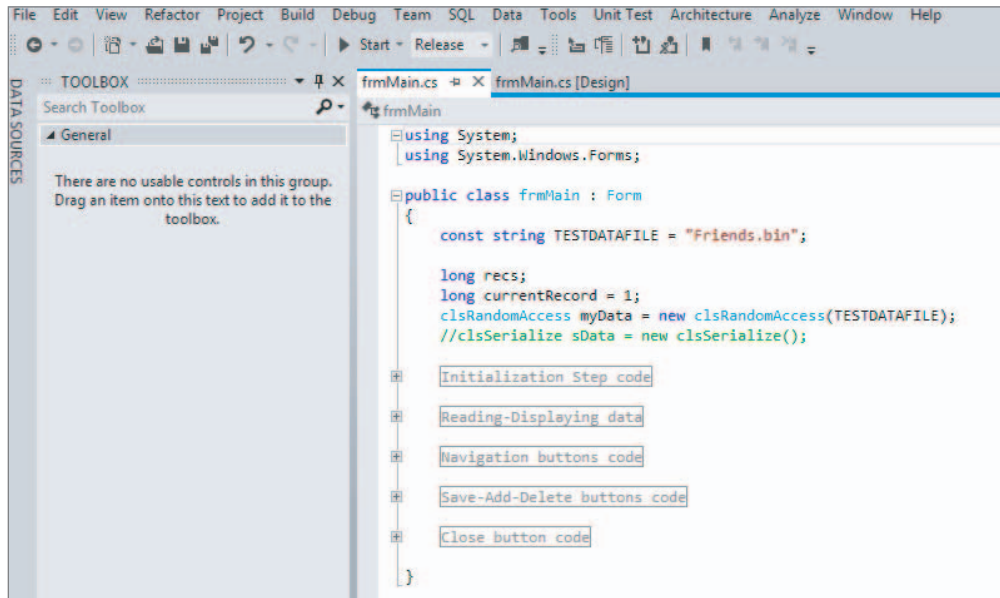 File Edit View Refactor Project Build Debug Team SQL Data Tools Unit Test Architecture Analyze Window Help
Start Release
DATA SOURCES
TOOLBOX
Search Toolbox
General
There are no usable controls in this group.
Drag an item onto this text to add it to the
toolbox.
frmMain.cs frmMain.cs [Design]
frmMain
using System;
using System.Windows.Forms;
public class frmMain : Form
{
const string TESTDATAFILE = "Friends.bin";
long recs;
long currentRecord = 1;
clsRandomAccess myData = new clsRandomAccess(TESTDATAFILE);
//clsSerialize sData = new clsSerialize();
Initialization Step code
Reading-Displaying data
Navigation buttons code
Save-Add-Delete buttons code
Close button code
}